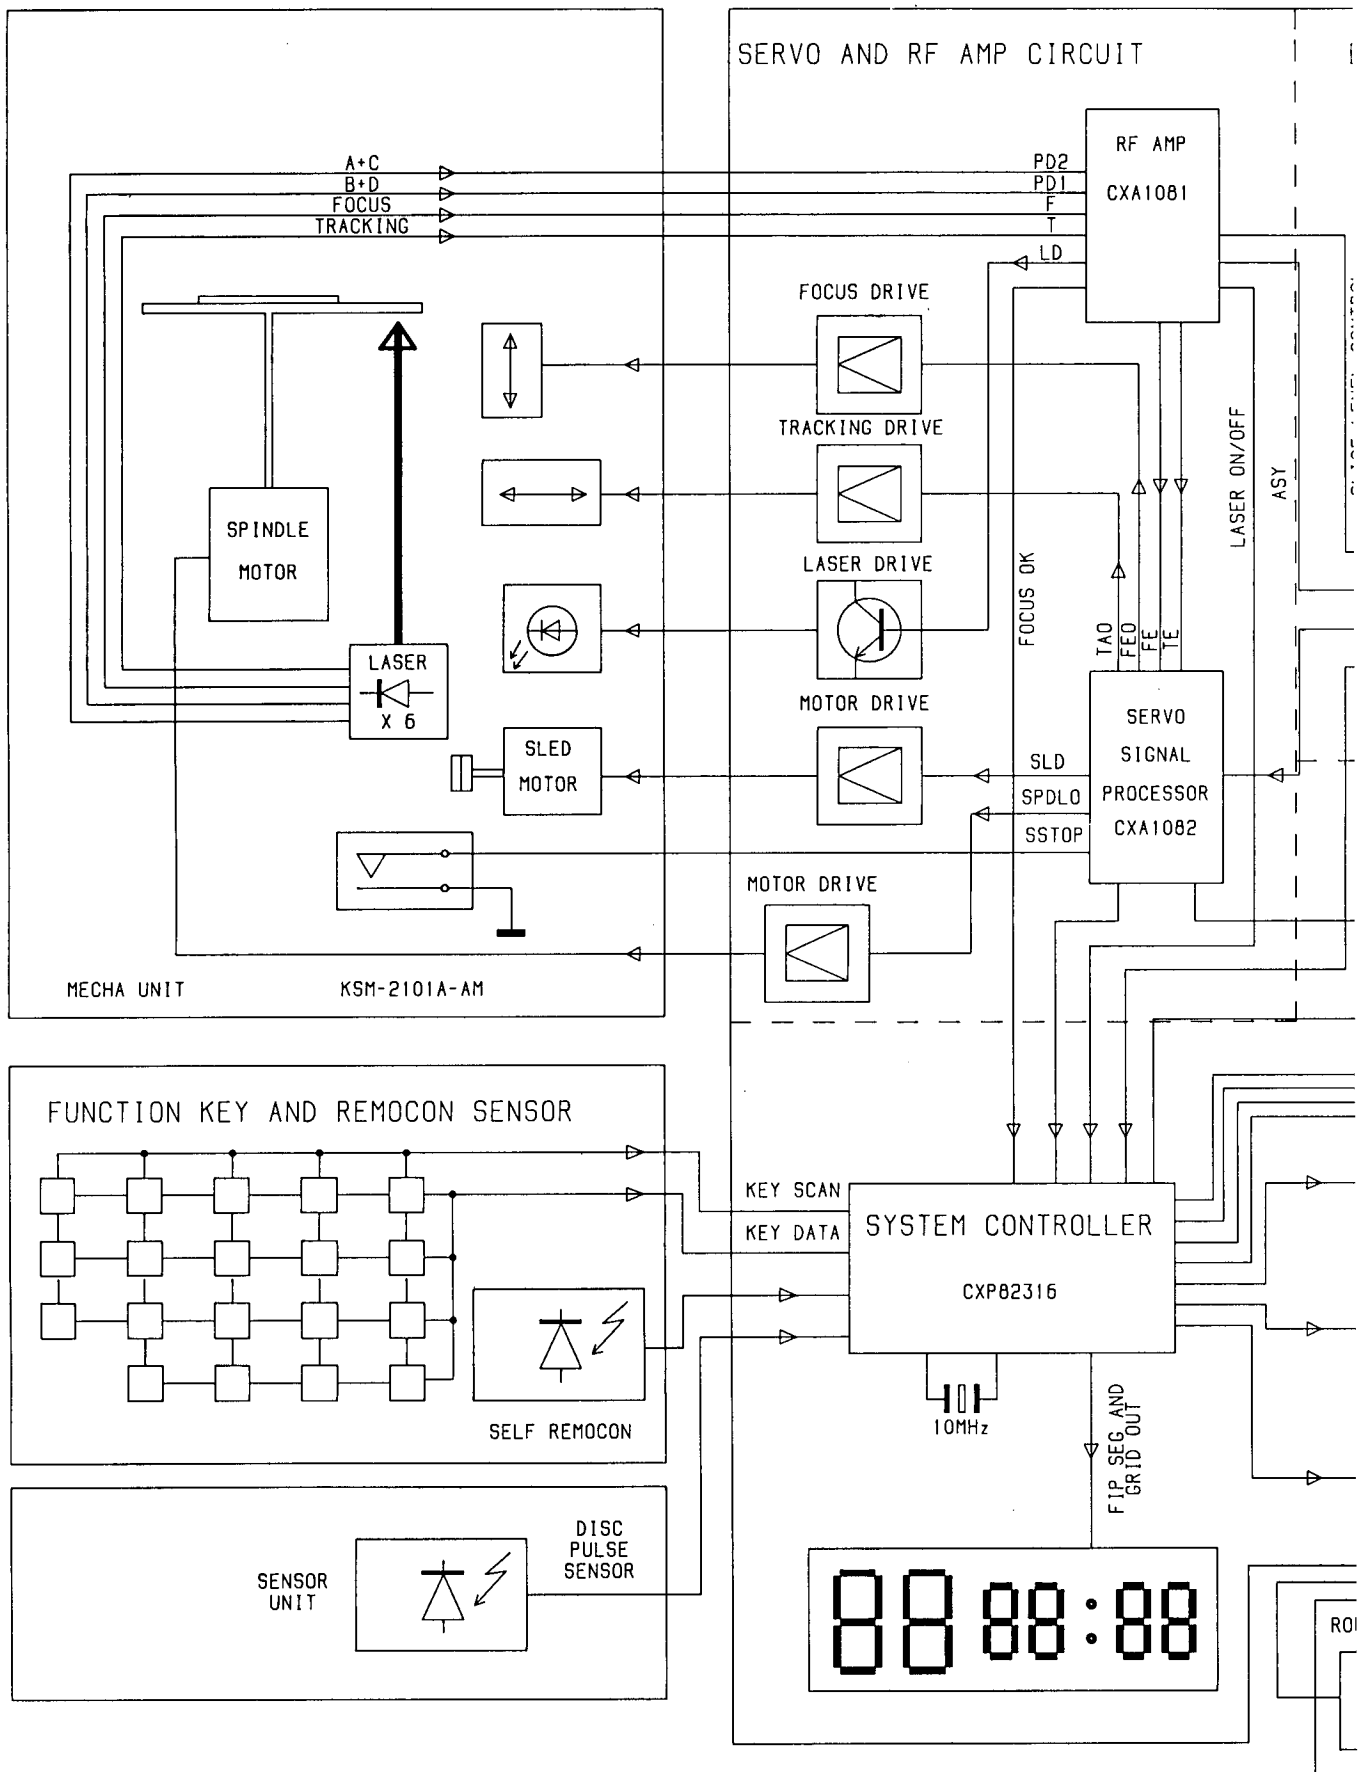 SERVO AND RF AMP CIRCUIT
RF AMP
CXA1081
A+C
B+D
FOCUS
TRACKING
PD2
PD1
F
T
LD
FOCUS DRIVE
TRACKING DRIVE
LASER DRIVE
MOTOR DRIVE
MOTOR DRIVE
SPINDLE
MOTOR
LASER
X 6
SLED
MOTOR
FOCUS OK
TAO
FEO
FE
TE
LASER ON/OFF
ASY
SERVO
SIGNAL
PROCESSOR
CXA1082
SLD
SPDLO
SSTOP
MECHA UNIT
KSM-2101A-AM
FUNCTION KEY AND REMOCON SENSOR
KEY SCAN
KEY DATA
SYSTEM CONTROLLER
CXP82316
10MHz
SELF REMOCON
FIP SEG AND
GRID OUT
DISC
PULSE
SENSOR
SENSOR
UNIT
88 88:88